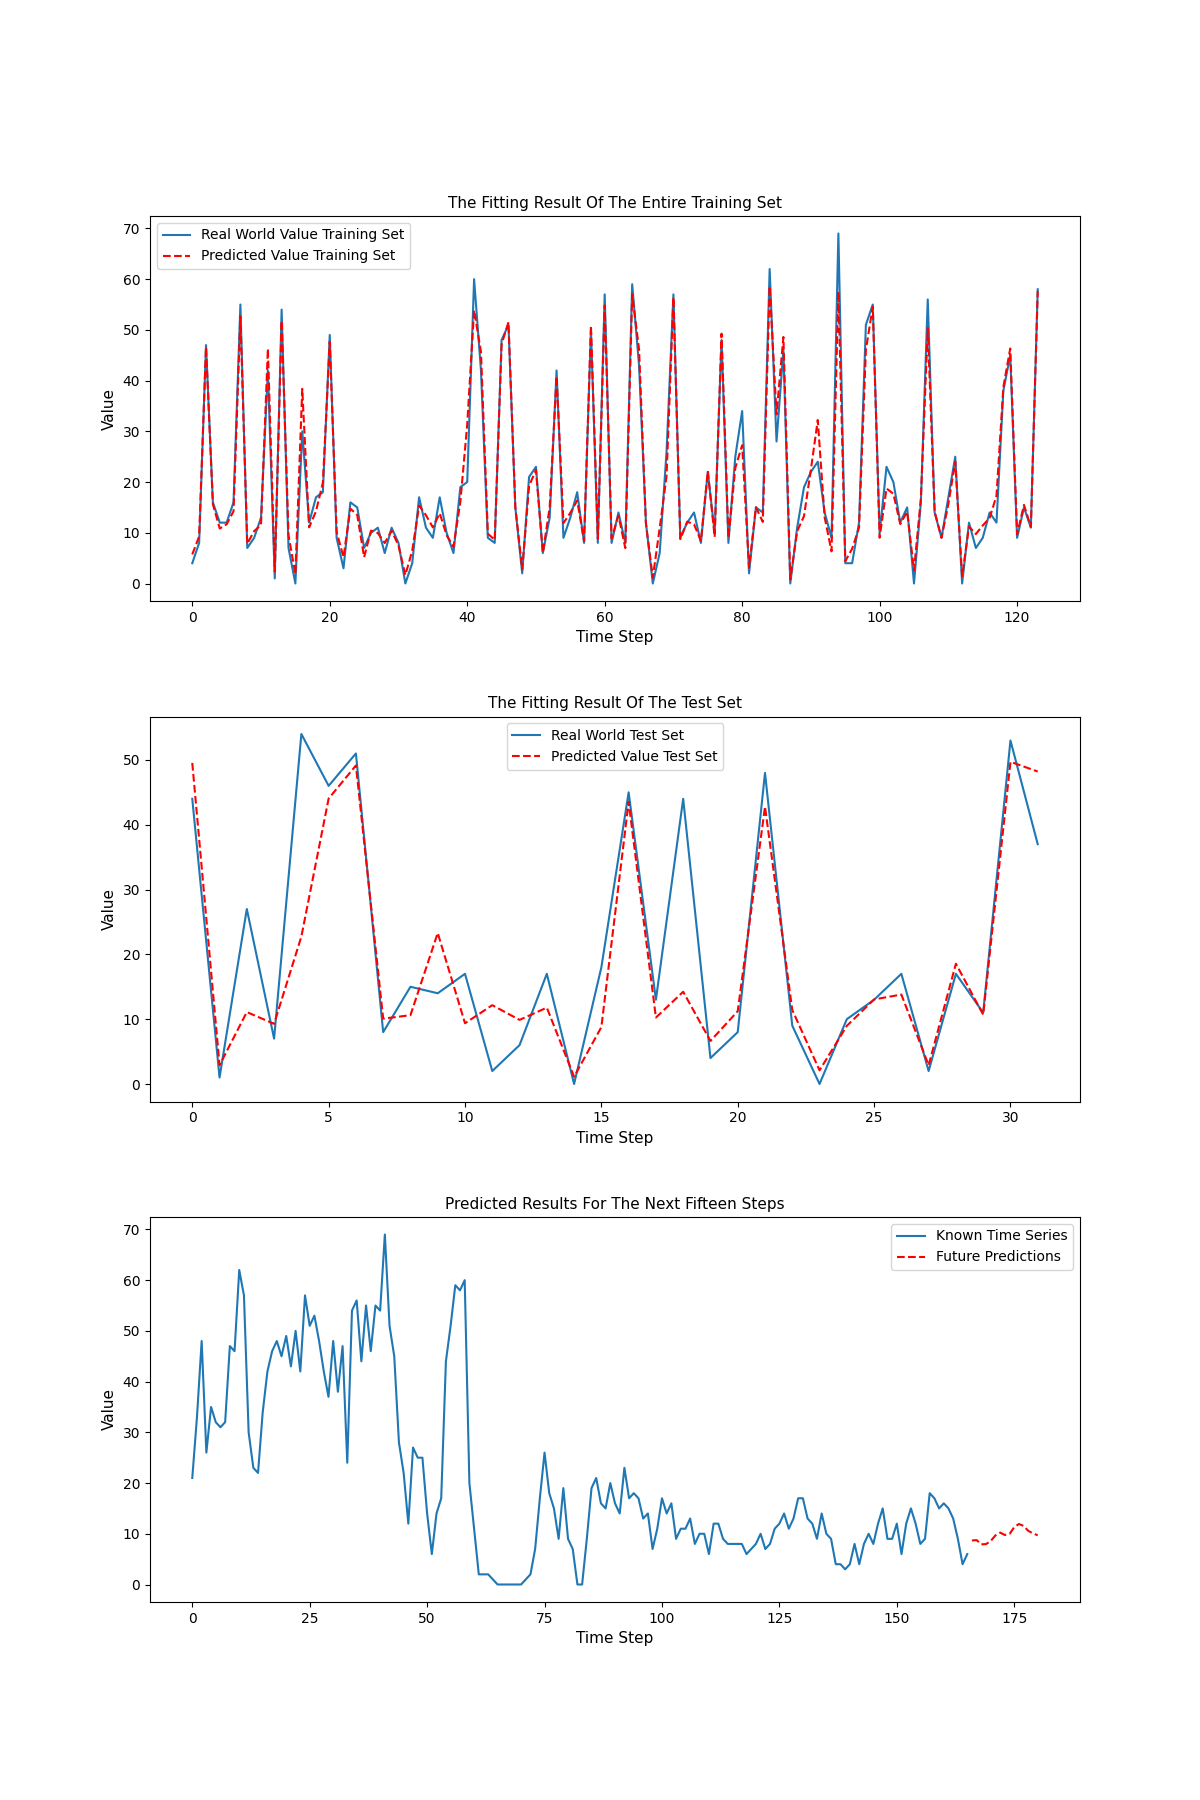 The Fitting Result Of The Entire Training Set
70
60
50
40
30
20
10
0
Value
Real World Value Training Set
Predicted Value Training Set
0 20 40 60 80 100 120
Time Step
The Fitting Result Of The Test Set
50
40
30
20
10
0
Value
Real World Test Set
Predicted Value Test Set
0 5 10 15 20 25 30
Time Step
Predicted Results For The Next Fifteen Steps
70
60
50
40
30
20
10
0
Value
Known Time Series
Future Predictions
0 25 50 75 100 125 150 175
Time Step